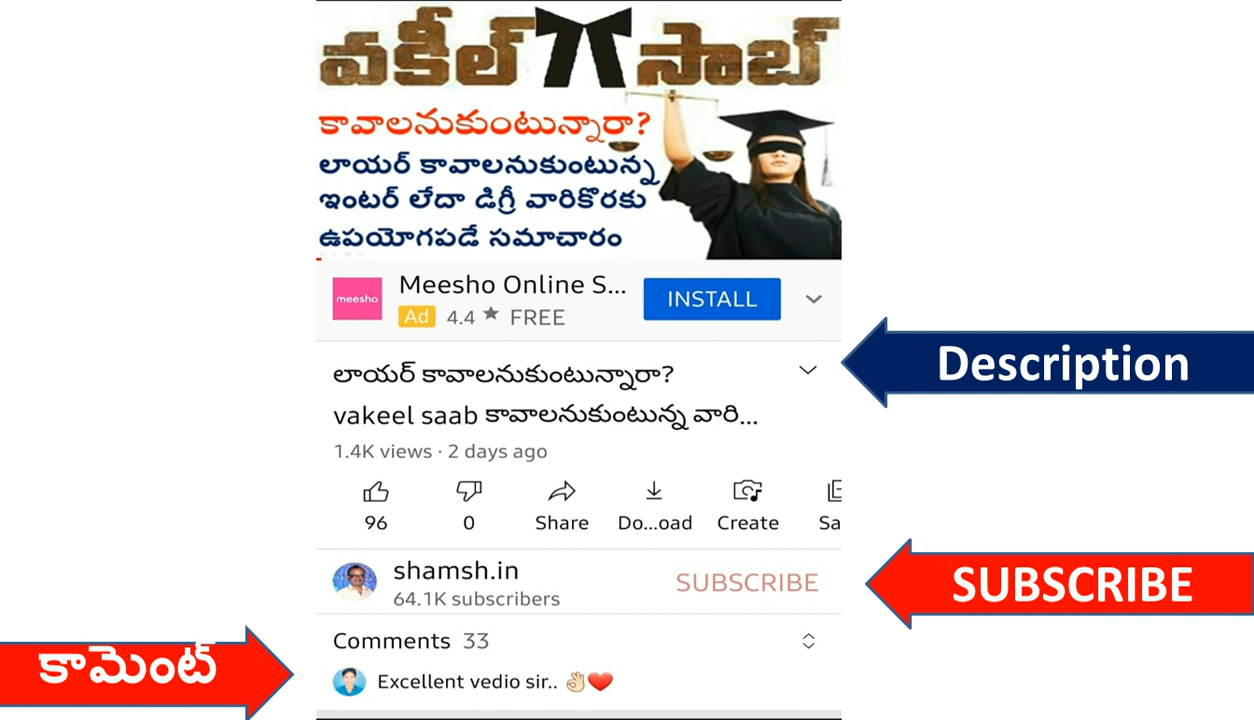 వకీల్ సాబ్
కావాలనుకుంటున్నారా?
లాయర్ కావాలనుకుంటున్న
ఇంటర్ లేదా డిగ్రీ వారికొరకు
ఉపయోగపడే సమాచారం
meesho
Meesho Online S...
Ad 4.4 ★ FREE
INSTALL
Description
లాయర్ కావాలనుకుంటున్నారా?
vakeel saab కావాలనుకుంటున్న వారి...
1.4K views · 2 days ago
96 0 Share Do...oad Create Sa
shamsh.in
64.1K subscribers
SUBSCRIBE
SUBSCRIBE
Comments 33
కామెంట్
Excellent vedio sir.. 👌❤️